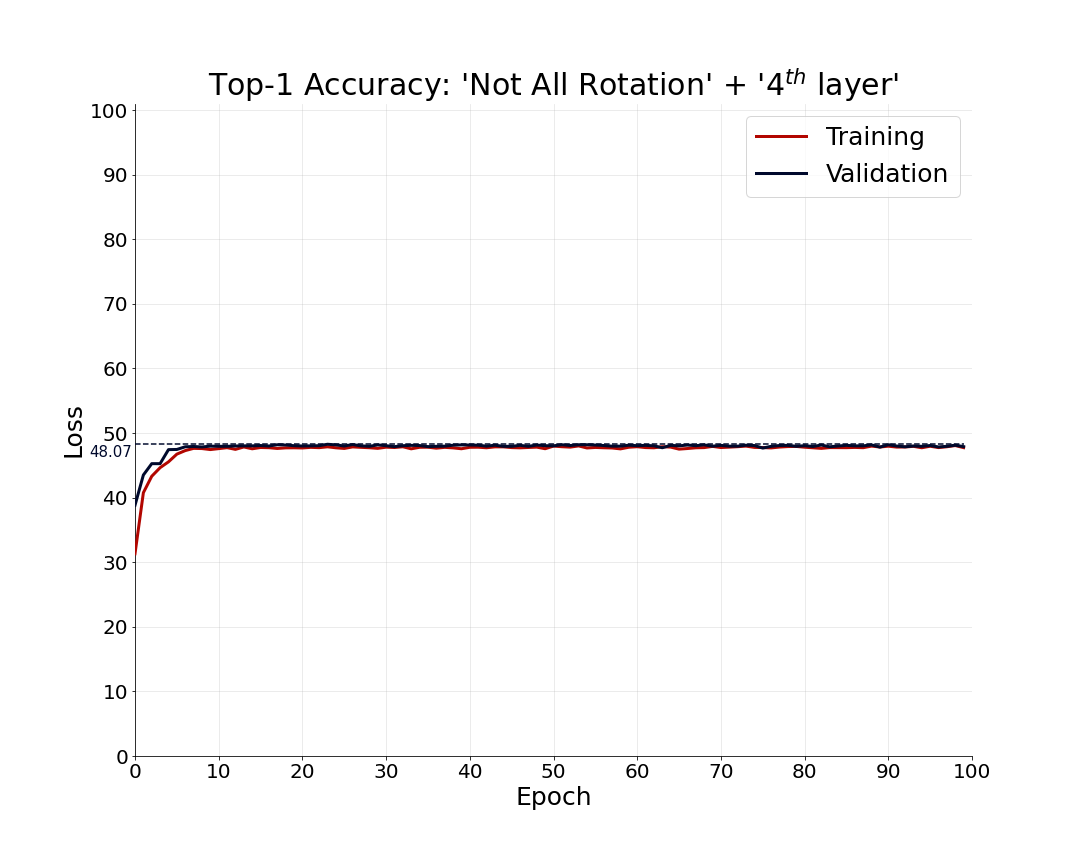 Top-1 Accuracy: 'Not All Rotation' + '4th layer'
100
90
80
70
60
50
48.07
40
30
20
10
0
Loss
Training
Validation
0 10 20 30 40 50 60 70 80 90 100
Epoch